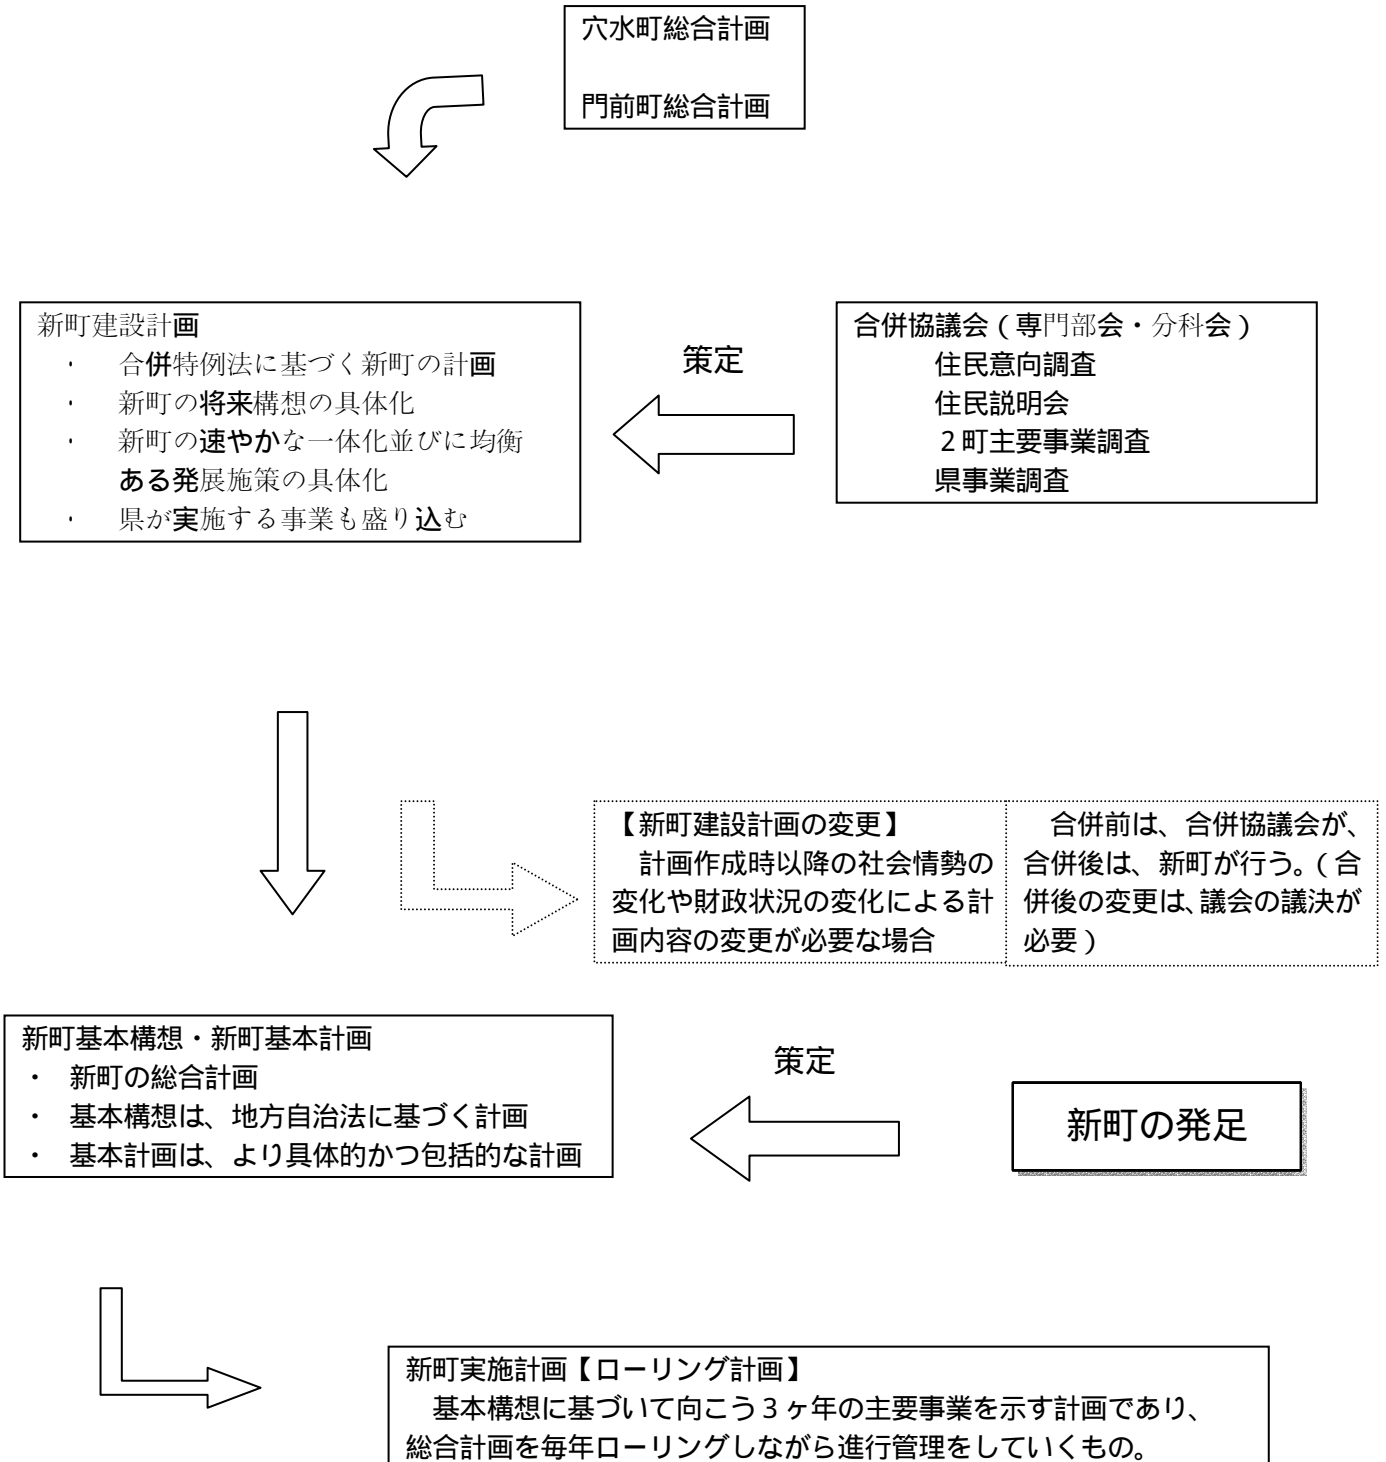 穴水町総合計画
門前町総合計画
新町建設計画
・　合併特例法に基づく新町の計画
・　新町の将来構想の具体化
・　新町の速やかな一体化並びに均衡
ある発展施策の具体化
・　県が実施する事業も盛り込む
策定
合併協議会（専門部会・分科会）
住民意向調査
住民説明会
２町主要事業調査
県事業調査
【新町建設計画の変更】
計画作成時以降の社会情勢の
変化や財政状況の変化による計
画内容の変更が必要な場合
合併前は、合併協議会が、
合併後は、新町が行う。（合
併後の変更は、議会の議決が
必要）
新町基本構想・新町基本計画
・　新町の総合計画
・　基本構想は、地方自治法に基づく計画
・　基本計画は、より具体的かつ包括的な計画
策定
新町の発足
新町実施計画【ローリング計画】
基本構想に基づいて向こう３ヶ年の主要事業を示す計画であり、
総合計画を毎年ローリングしながら進行管理をしていくもの。